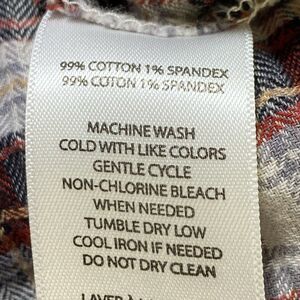 99% COTTON 1% SPANDEX
99% COTON 1% SPANDEX
MACHINE WASH
COLD WITH LIKE COLORS
GENTLE CYCLE
NON-CHLORINE BLEACH
WHEN NEEDED
TUMBLE DRY LOW
COOL IRON IF NEEDED
DO NOT DRY CLEAN
LAVER À